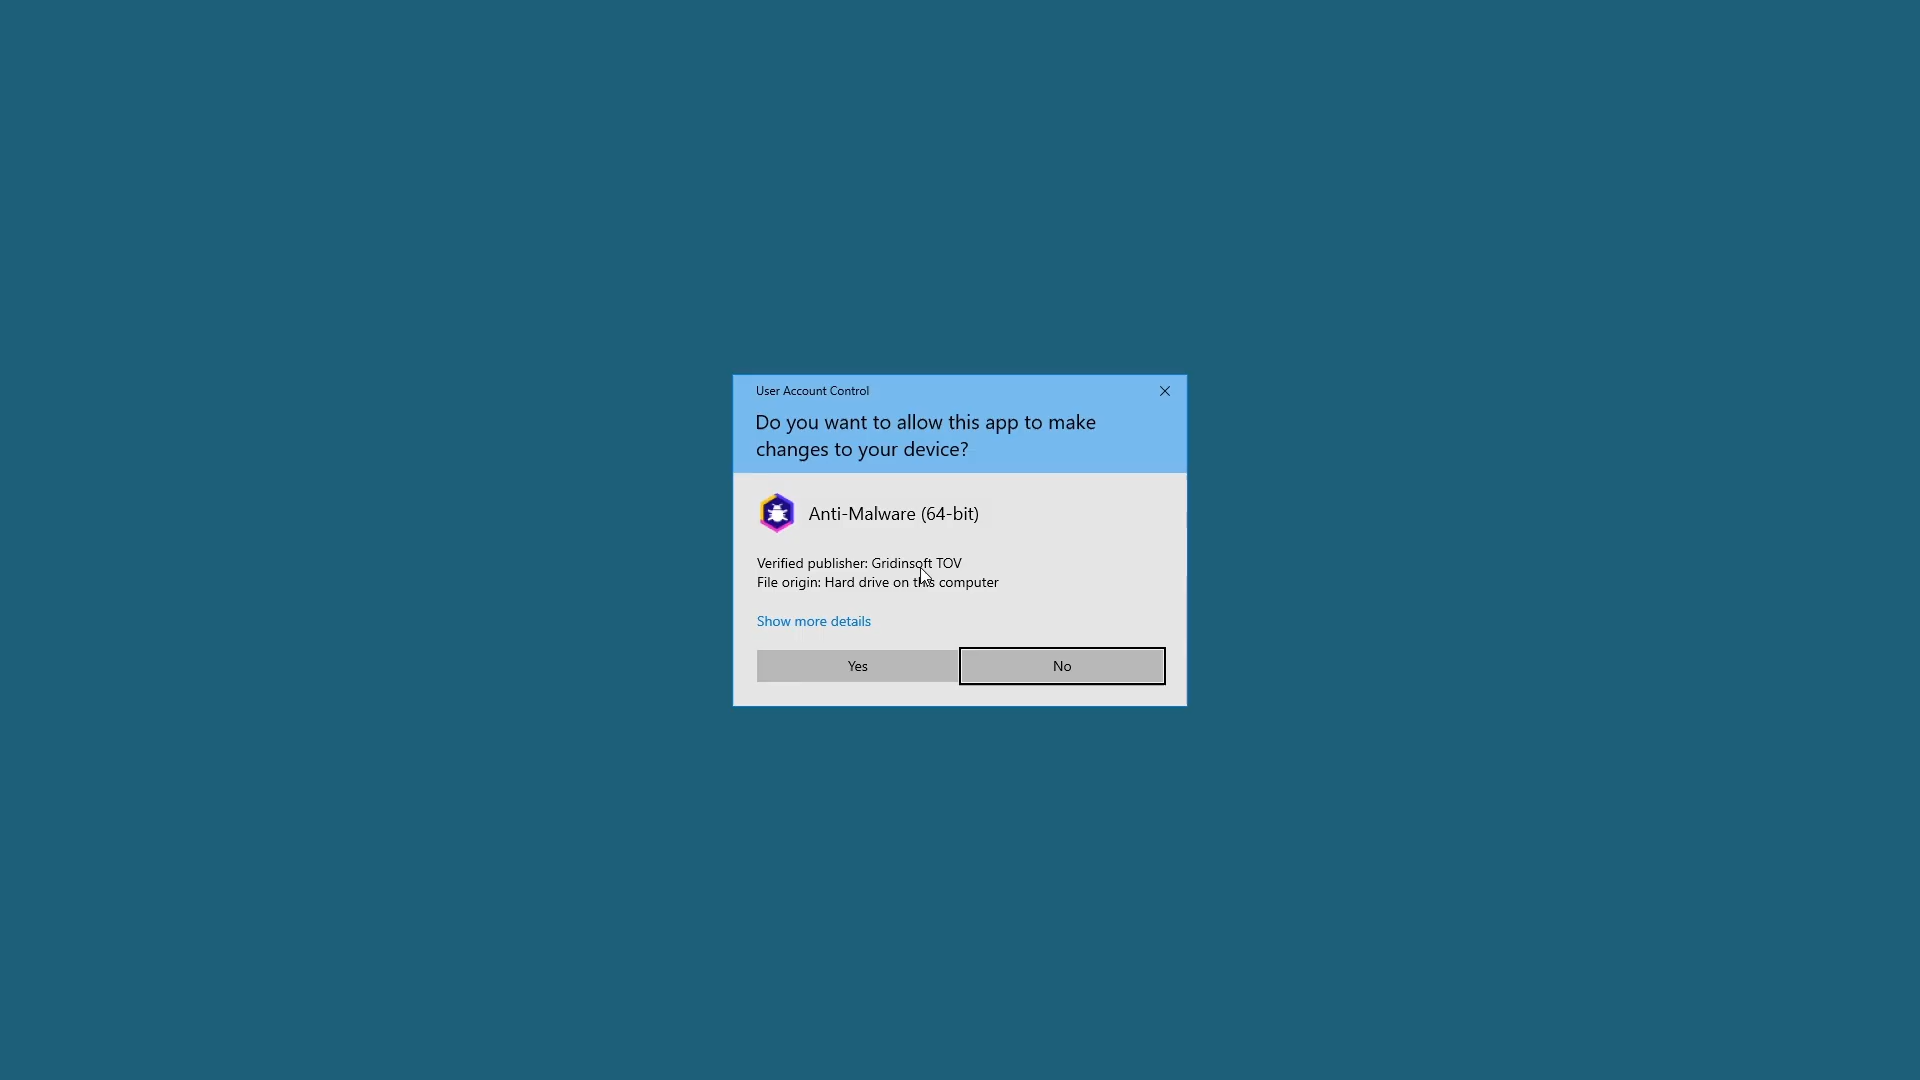 User Account Control
Do you want to allow this app to make
changes to your device?
Anti-Malware (64-bit)
Verified publisher: Gridinsoft TOV
File origin: Hard drive on this computer
Show more details
Yes
No